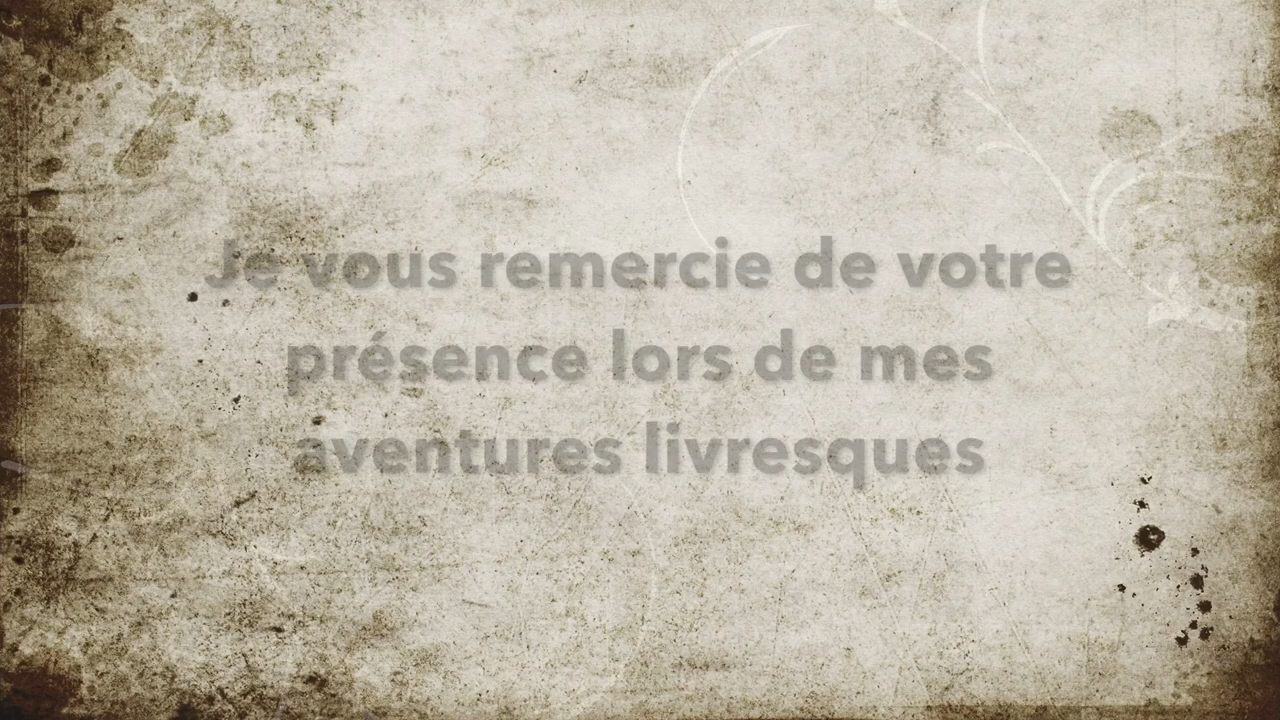 Je vous remercie de votre
présence lors de mes
aventures livresques